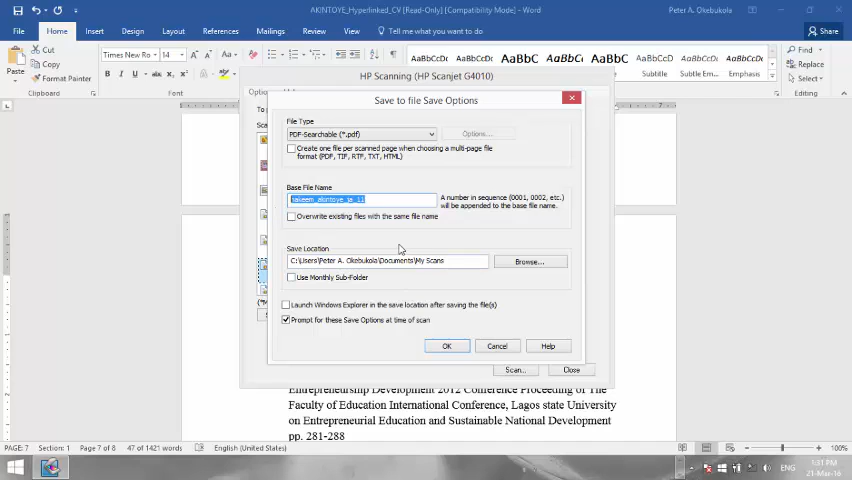 AKINTOYE_Hyperlinked_CV [Read-Only] [Compatibility Mode] - Word
Peter A. Okebukola
File Home Insert Design Layout References Mailings Review View Acrobat Tell me what you want to do
Share
Paste
Cut
Copy
Format Painter
Clipboard
Times New Ro 14
B I U
AaBbCcDc AaBbCcDc AaBbC AaBbCc AaB AaBbCcD AaBbCcDc
Subtitle Subtle Em... Emphasis
Find
Replace
Select
Editing
HP Scanning (HP Scanjet G4010)
Save to file Save Options
File Type
PDF-Searchable (*.pdf)
Options...
Create one file per scanned page when choosing a multi-page file
format (PDF, TIF, RTF, TXT, HTML)
Base File Name
hakeem_akintoye_ja_11
A number in sequence (0001, 0002, etc.)
will be appended to the base file name.
Overwrite existing files with the same file name
Save Location
C:\Users\Peter A. Okebukola\Documents\My Scans
Browse...
Use Monthly Sub-Folder
Launch Windows Explorer in the save location after saving the file(s)
Prompt for these Save Options at time of scan
OK Cancel Help
Scan... Close
Entrepreneurship Development 2012 Conference Proceeding of The
Faculty of Education International Conference, Lagos state University
on Entrepreneurial Education and Sustainable National Development
pp. 281-288
PAGE: 7 Section: 1 Page 7 of 8 47 of 1421 words English (United States) 100%
ENG
1:31 PM
21-Mar-16